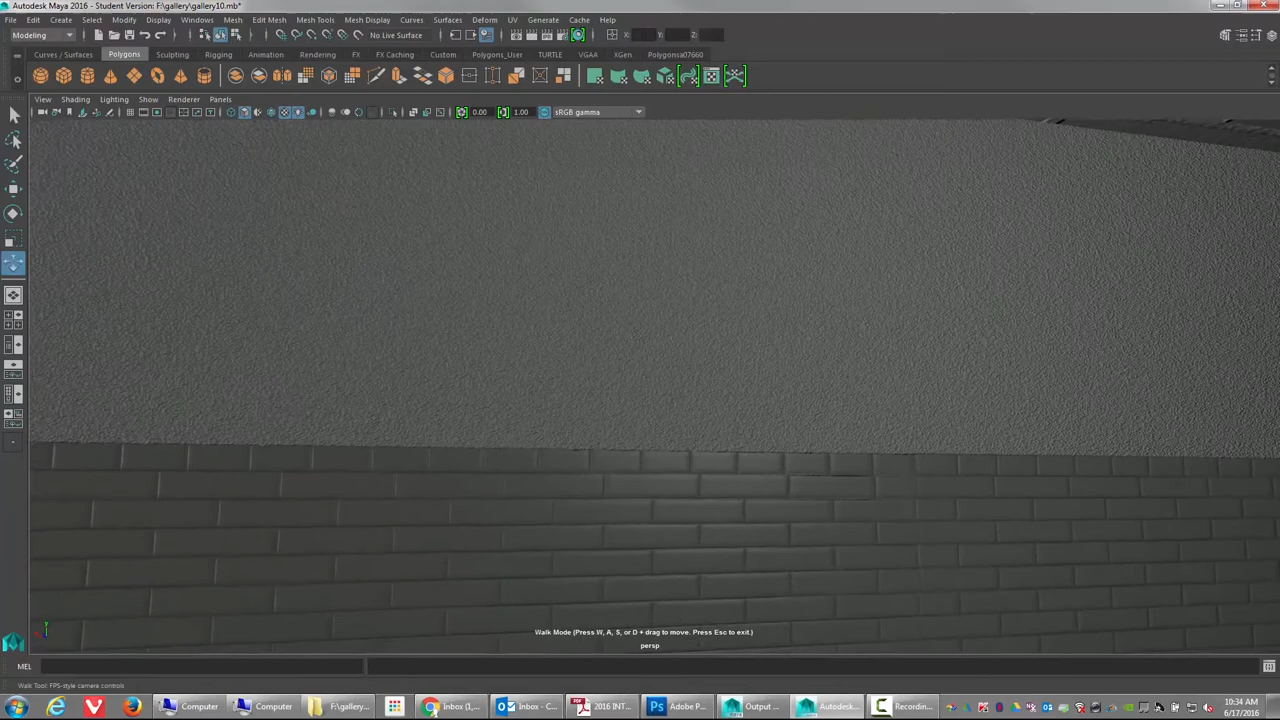 Autodesk Maya 2016 - Student Version: F:\gallery\gallery10.mb*
File Edit Create Select Modify Display Windows Mesh Edit Mesh Mesh Tools Mesh Display Curves Surfaces Deform UV Generate Cache Help
Modeling No Live Surface X: Y: Z:
Curves / Surfaces Polygons Sculpting Rigging Animation Rendering FX FX Caching Custom Polygons_User TURTLE VGAA XGen Polygonsa07660
View Shading Lighting Show Renderer Panels
0.00 1.00 sRGB gamma
Walk Mode (Press W, A, S, or D + drag to move. Press Esc to exit.)
persp
MEL
Walk Tool: FPS-style camera controls
Computer Computer F:\gallery... Inbox (1,... Inbox - C... 2016 INT... Adobe P... Output ... Autodesk... Recordin... 10:34 AM
6/17/2016